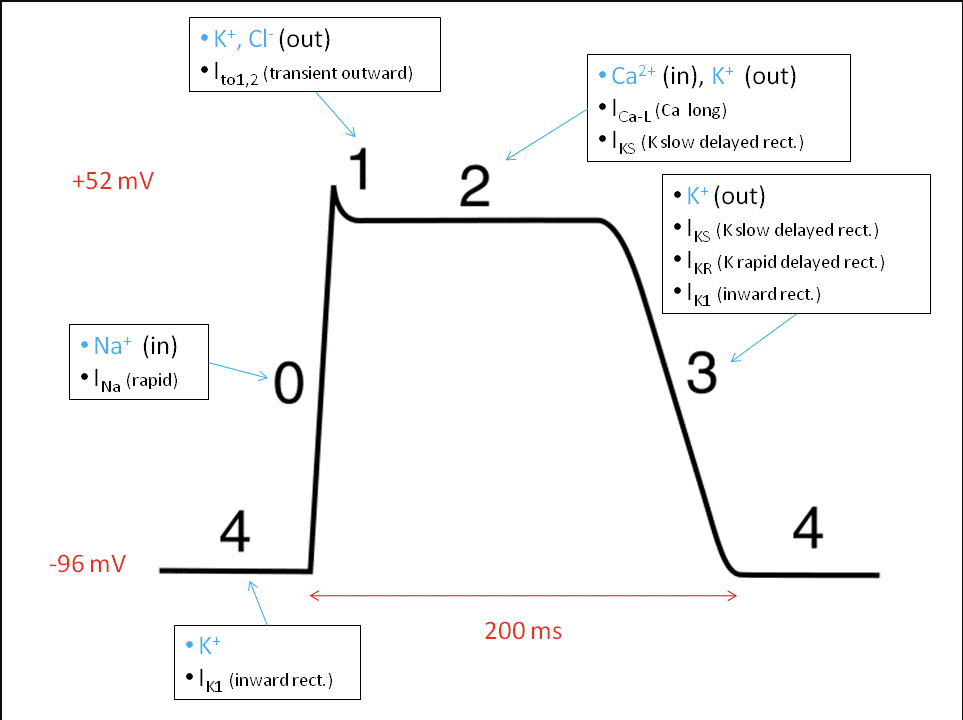 • K⁺, Cl⁻ (out)
• Ito1,2 (transient outward)
• Ca²⁺ (in), K⁺ (out)
• ICa-L (Ca long)
• IKS (K slow delayed rect.)
+52 mV
1
2
• K⁺ (out)
• IKS (K slow delayed rect.)
• IKR (K rapid delayed rect.)
• IK1 (inward rect.)
• Na⁺ (in)
• INa (rapid)
0
3
4
4
-96 mV
200 ms
• K⁺
• IK1 (inward rect.)